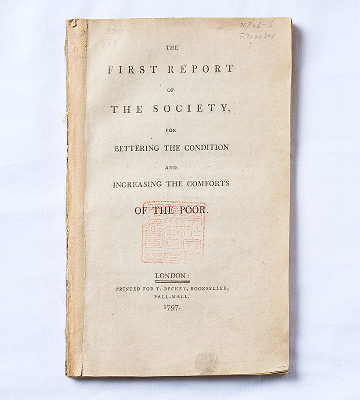 THE
FIRST REPORT
OF
THE SOCIETY,
FOR
BETTERING THE CONDITION
AND
INCREASING THE COMFORTS
OF THE POOR.
LONDON:
PRINTED FOR T. BECKET, BOOKSELLER,
PALL-MALL.
1797.